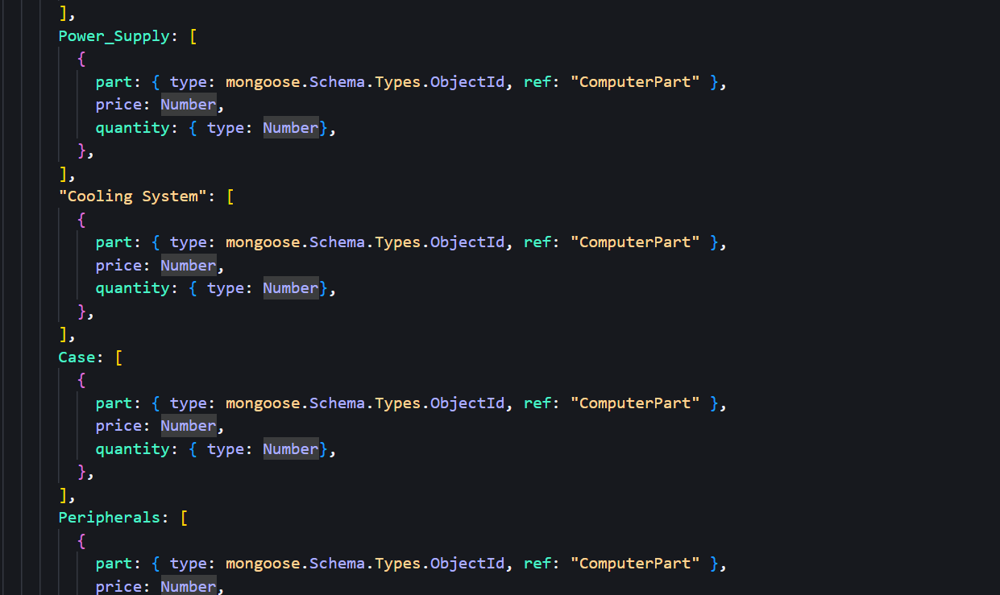 ],
Power_Supply: [
{
part: { type: mongoose.Schema.Types.ObjectId, ref: "ComputerPart" },
price: Number,
quantity: { type: Number},
},
],
"Cooling System": [
{
part: { type: mongoose.Schema.Types.ObjectId, ref: "ComputerPart" },
price: Number,
quantity: { type: Number},
},
],
Case: [
{
part: { type: mongoose.Schema.Types.ObjectId, ref: "ComputerPart" },
price: Number,
quantity: { type: Number},
},
],
Peripherals: [
{
part: { type: mongoose.Schema.Types.ObjectId, ref: "ComputerPart" },
price: Number,